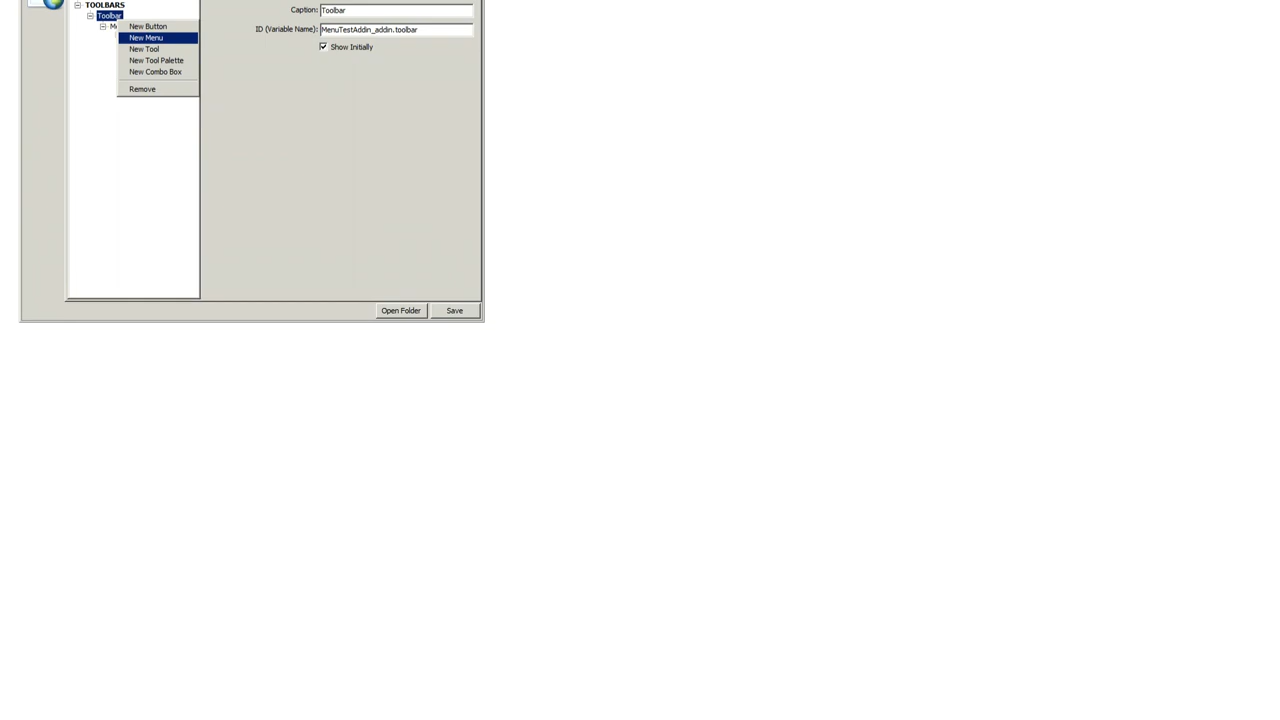 TOOLBARS
Toolbar
New Button
New Menu
New Tool
New Tool Palette
New Combo Box
Remove
Caption: Toolbar
ID (Variable Name): MenuTestAddin_addin.toolbar
Show Initially
Open Folder
Save